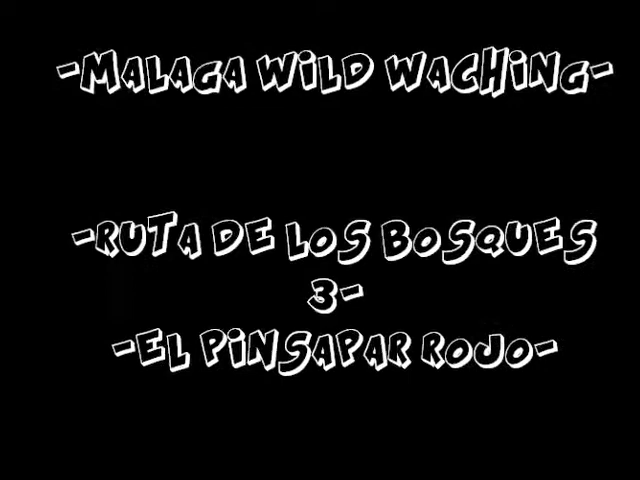 -MALAGA WILD WACHING-
-RUTA DE LOS BOSQUES
3-
-EL PINSAPAR ROJO-